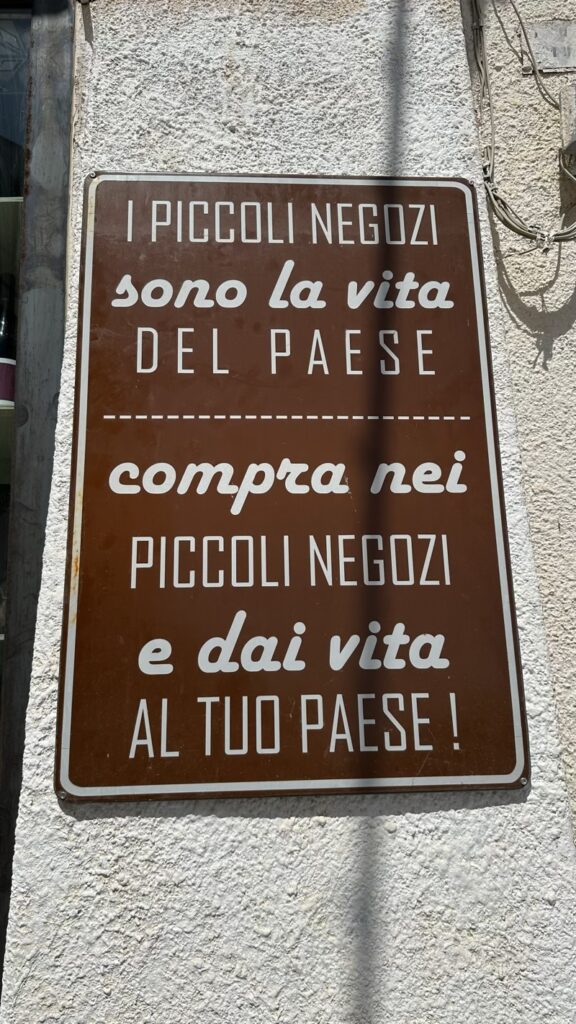 I PICCOLI NEGOZI
sono la vita
DEL PAESE
compra nei
PICCOLI NEGOZI
e dai vita
AL TUO PAESE !